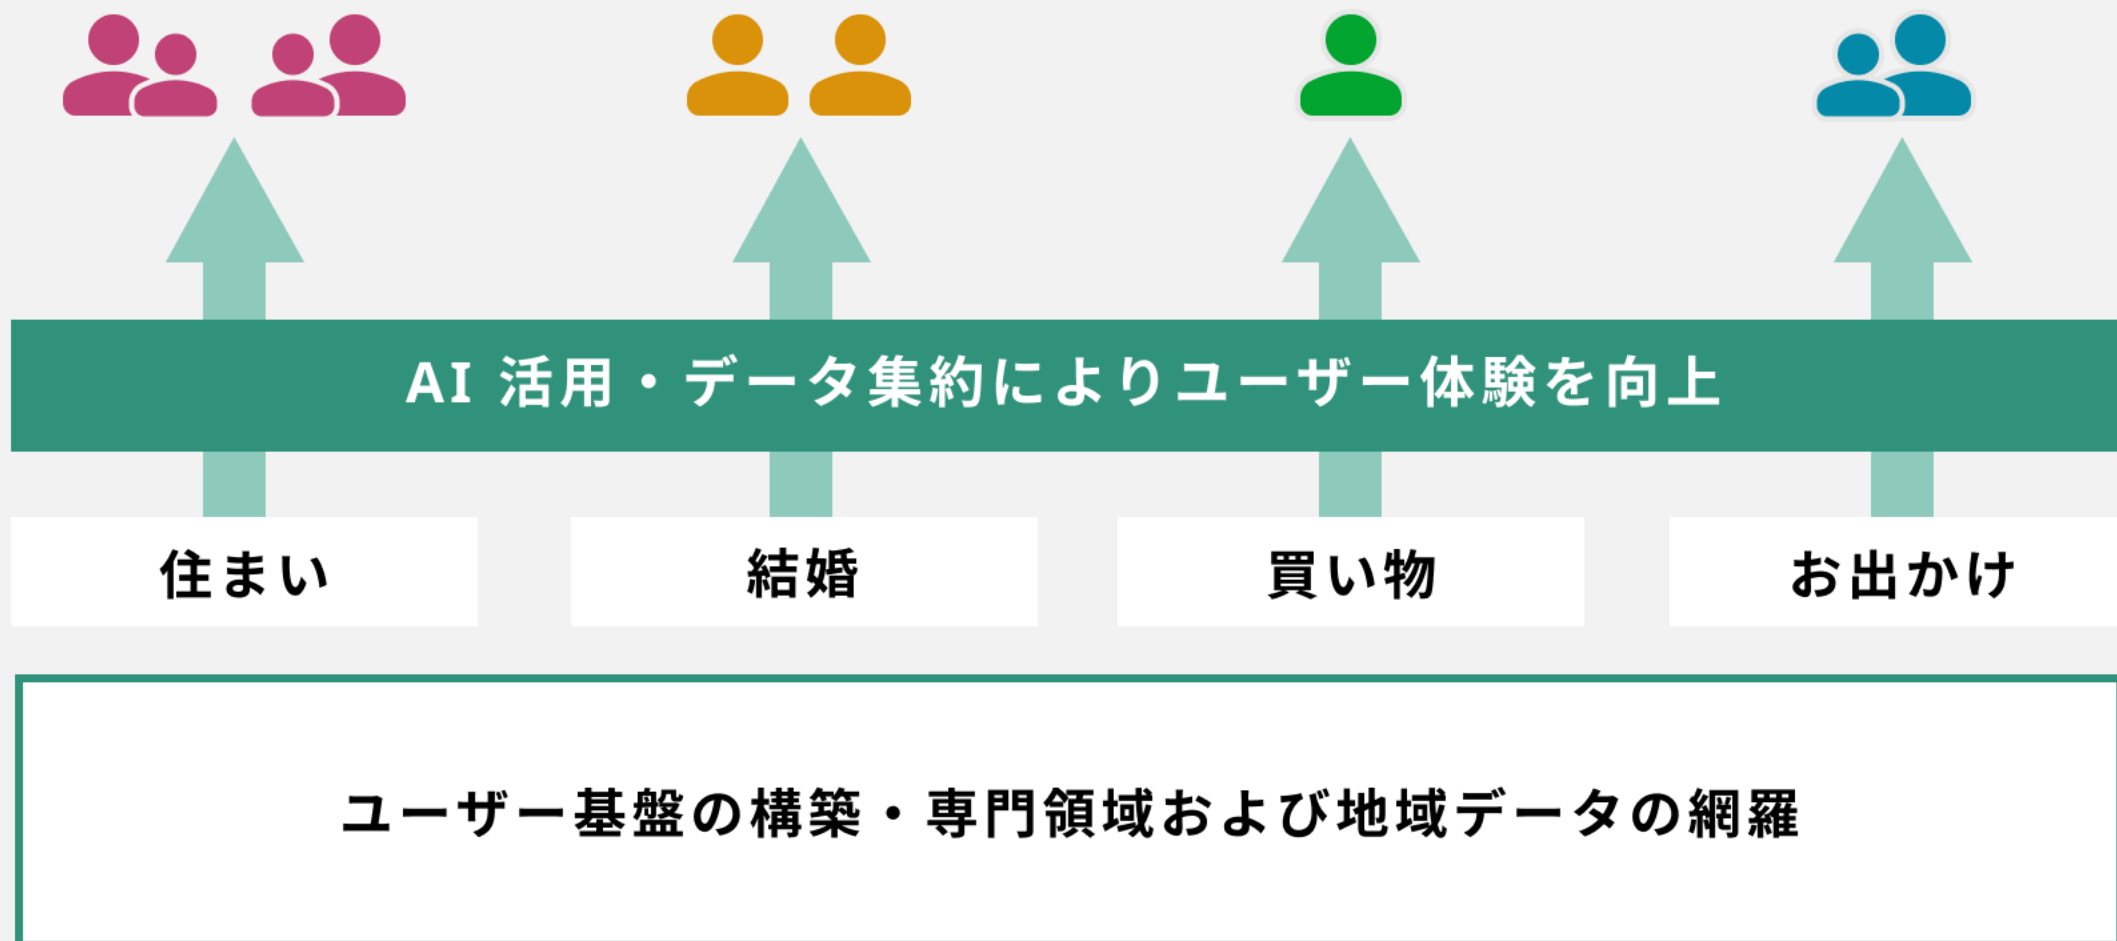 AI 活用・データ集約によりユーザー体験を向上
住まい
結婚
買い物
お出かけ
ユーザー基盤の構築・専門領域および地域データの網羅